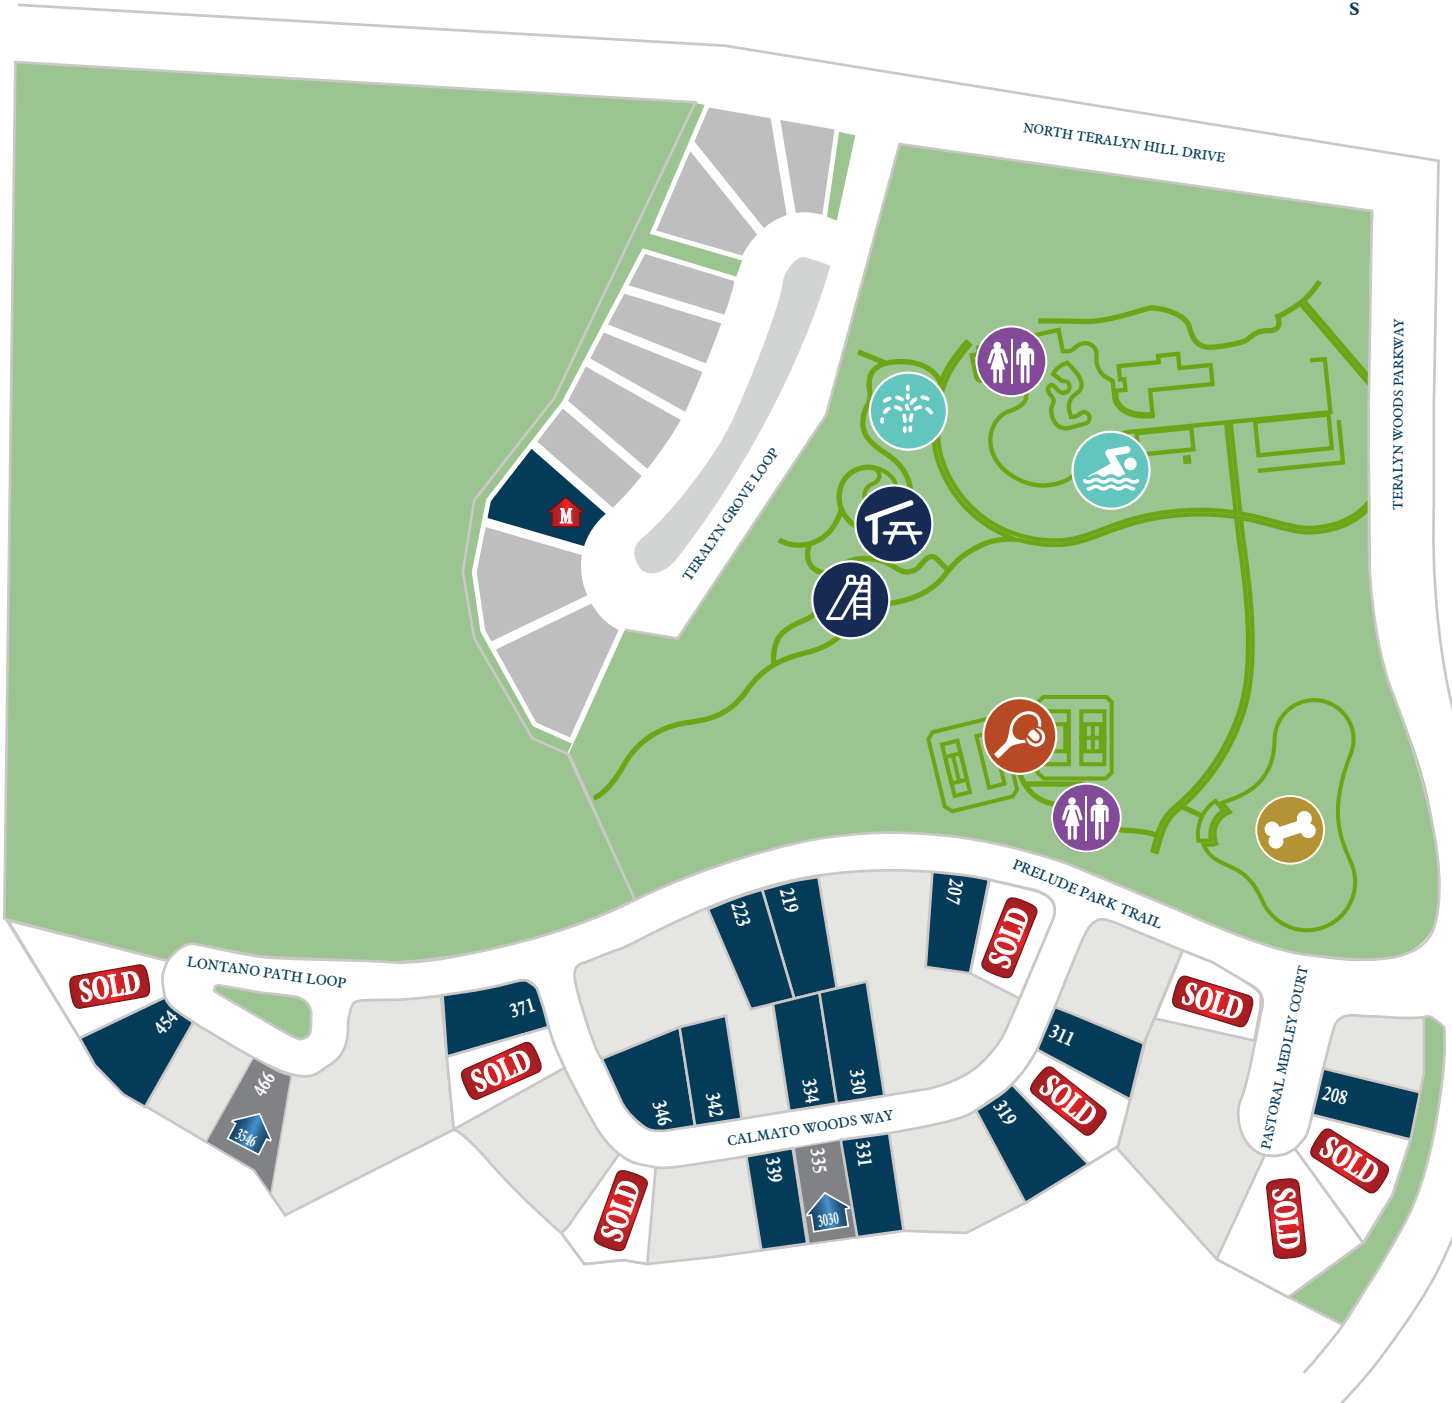 S
NORTH TERALYN HILL DRIVE
TERALYN WOODS PARKWAY
M
TERALYN GROVE LOOP
PRELUDE PARK TRAIL
207
219
223
SOLD
LONTANO PATH LOOP
SOLD
454
466
3546
371
SOLD
SOLD
PASTORAL MEDLEY COURT
311
SOLD
319
208
SOLD
SOLD
346
342
334
330
CALMATO WOODS WAY
339
335
331
3030
SOLD